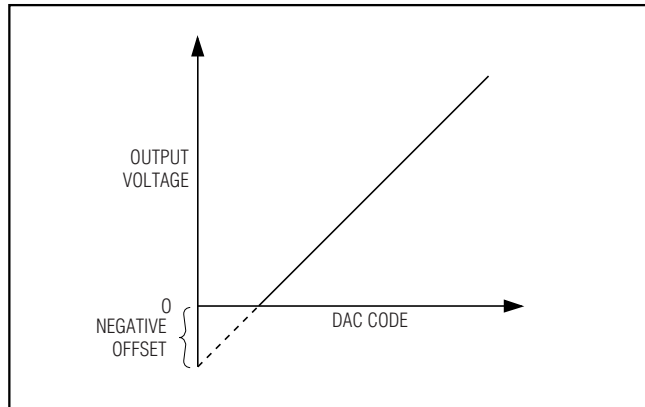 OUTPUT
VOLTAGE
0
NEGATIVE
OFFSET
DAC CODE